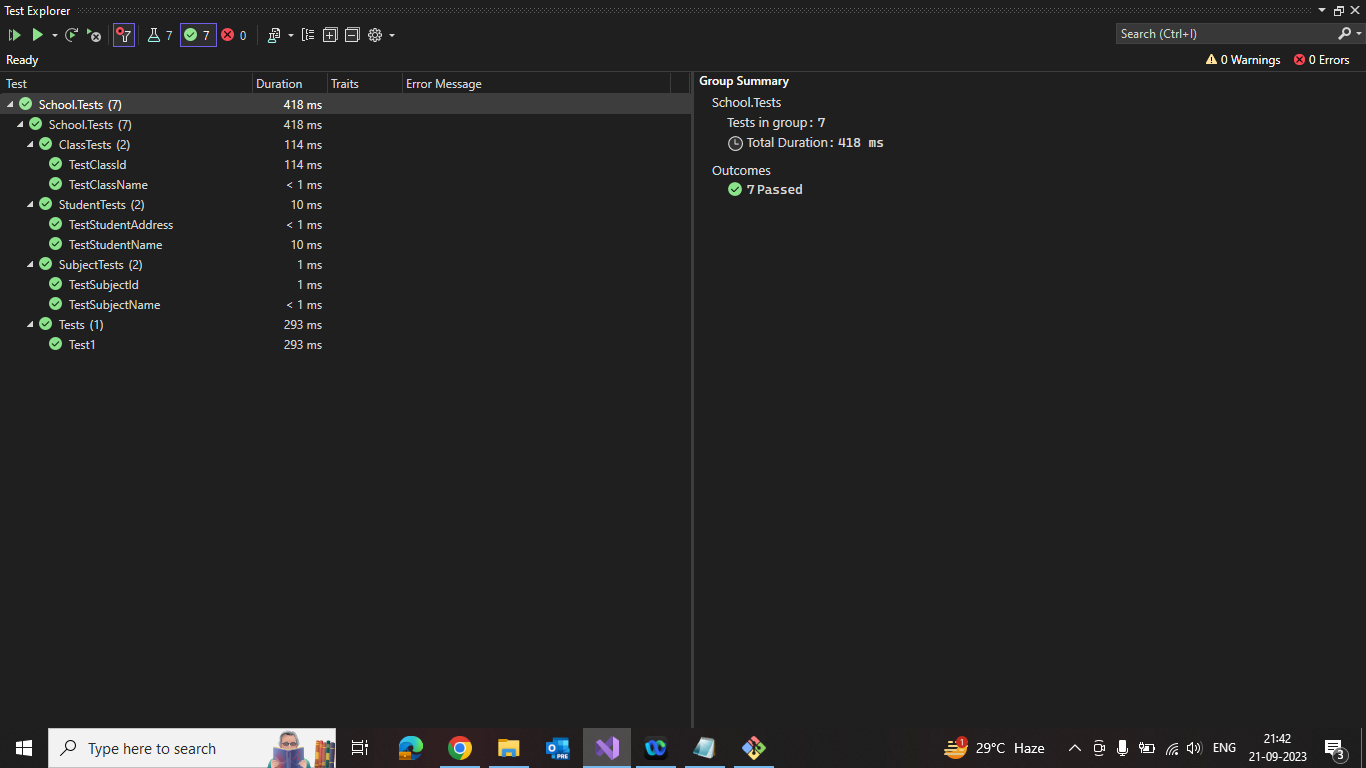 Test Explorer
7 7 0
Search (Ctrl+I)
Ready
0 Warnings 0 Errors
Test Duration Traits Error Message
School.Tests (7) 418 ms
School.Tests (7) 418 ms
ClassTests (2) 114 ms
TestClassId 114 ms
TestClassName < 1 ms
StudentTests (2) 10 ms
TestStudentAddress < 1 ms
TestStudentName 10 ms
SubjectTests (2) 1 ms
TestSubjectId 1 ms
TestSubjectName < 1 ms
Tests (1) 293 ms
Test1 293 ms
Group Summary
School.Tests
Tests in group: 7
Total Duration: 418 ms
Outcomes
7 Passed
Type here to search
PRE
1
29°C Haze
ENG
21:42
21-09-2023
3